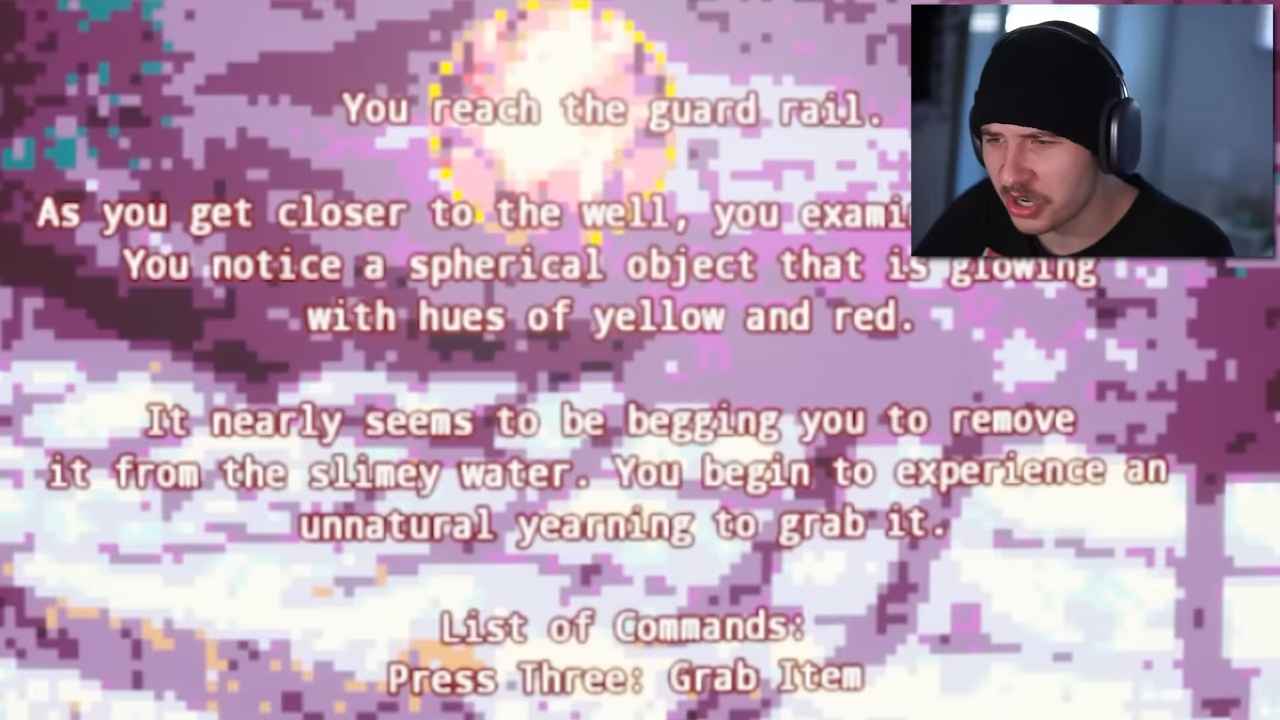 You reach the guard rail.
As you get closer to the well, you exami
You notice a spherical object that is glowing
with hues of yellow and red.
It nearly seems to be begging you to remove
it from the slimey water. You begin to experience an
unnatural yearning to grab it.
List of Commands:
Press Three: Grab Item